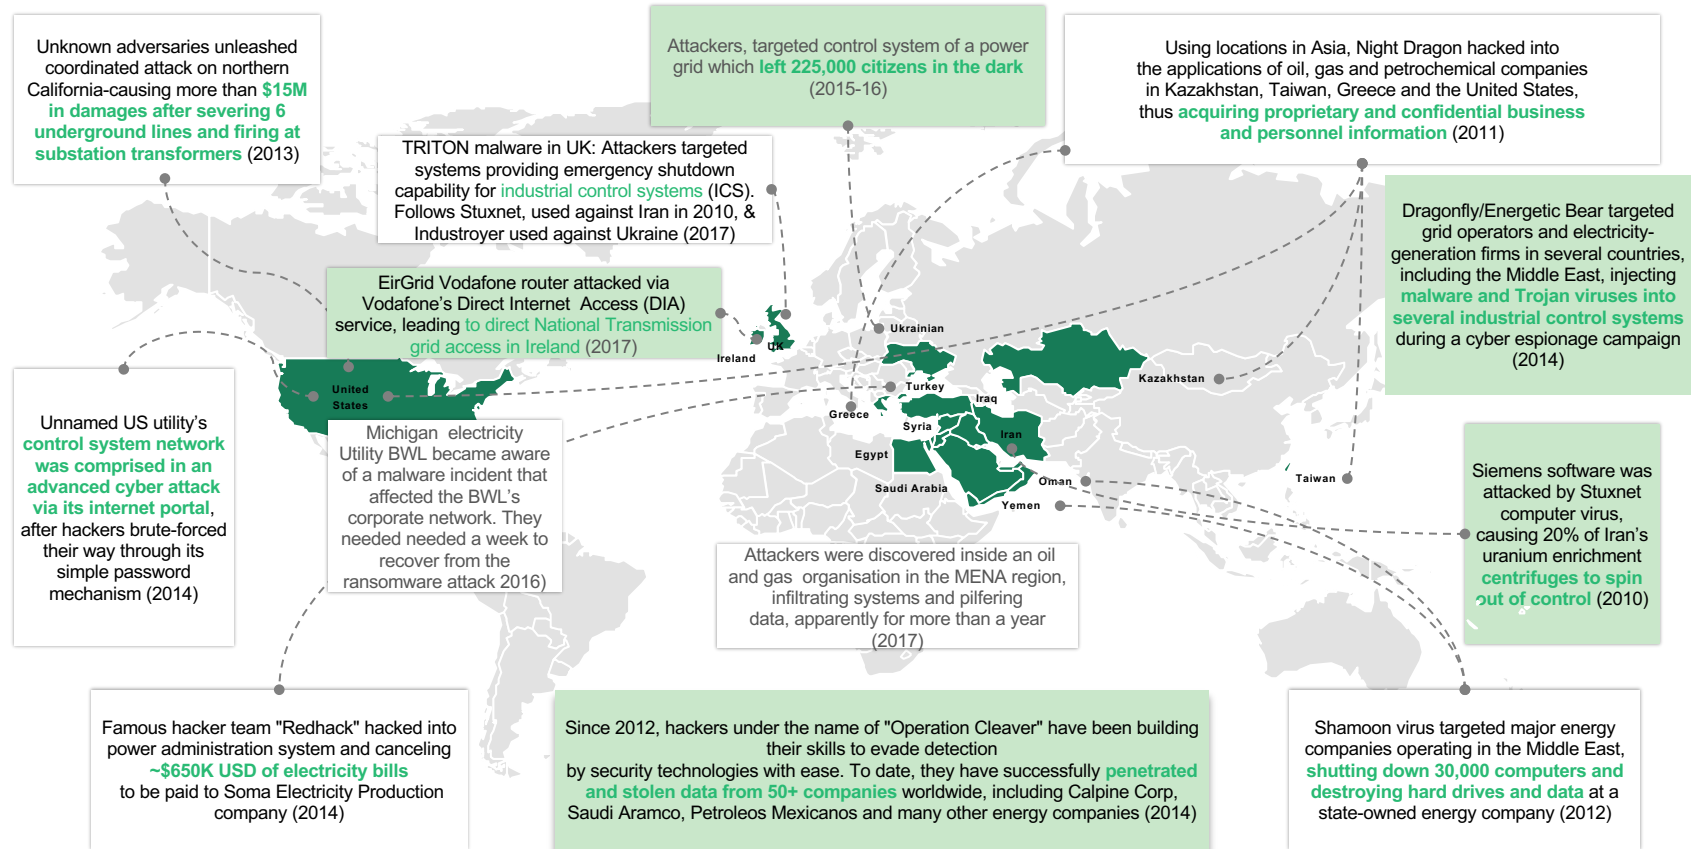 Unknown adversaries unleashed
coordinated attack on northern
California-causing more than $15M
in damages after severing 6
underground lines and firing at
substation transformers (2013)
Attackers, targeted control system of a power
grid which left 225,000 citizens in the dark
(2015-16)
Using locations in Asia, Night Dragon hacked into
the applications of oil, gas and petrochemical companies
in Kazakhstan, Taiwan, Greece and the United States,
thus acquiring proprietary and confidential business
and personnel information (2011)
TRITON malware in UK: Attackers targeted
systems providing emergency shutdown
capability for industrial control systems (ICS).
Follows Stuxnet, used against Iran in 2010, &
Industroyer used against Ukraine (2017)
Dragonfly/Energetic Bear targeted
grid operators and electricity-
generation firms in several countries,
including the Middle East, injecting
malware and Trojan viruses into
several industrial control systems
during a cyber espionage campaign
(2014)
EirGrid Vodafone router attacked via
Vodafone's Direct Internet Access (DIA)
service, leading to direct National Transmission
grid access in Ireland (2017)
Ireland
UK
Ukrainian
United
States
Turkey
Kazakhstan
Greece
Iraq
Syria
Iran
Egypt
Saudi Arabia
Oman
Yemen
Taiwan
Unnamed US utility's
control system network
was comprised in an
advanced cyber attack
via its internet portal,
after hackers brute-forced
their way through its
simple password
mechanism (2014)
Michigan electricity
Utility BWL became aware
of a malware incident that
affected the BWL's
corporate network. They
needed needed a week to
recover from the
ransomware attack 2016)
Attackers were discovered inside an oil
and gas organisation in the MENA region,
infiltrating systems and pilfering
data, apparently for more than a year
(2017)
Siemens software was
attacked by Stuxnet
computer virus,
causing 20% of Iran's
uranium enrichment
centrifuges to spin
out of control (2010)
Famous hacker team "Redhack" hacked into
power administration system and canceling
~$650K USD of electricity bills
to be paid to Soma Electricity Production
company (2014)
Since 2012, hackers under the name of "Operation Cleaver" have been building
their skills to evade detection
by security technologies with ease. To date, they have successfully penetrated
and stolen data from 50+ companies worldwide, including Calpine Corp,
Saudi Aramco, Petroleos Mexicanos and many other energy companies (2014)
Shamoon virus targeted major energy
companies operating in the Middle East,
shutting down 30,000 computers and
destroying hard drives and data at a
state-owned energy company (2012)